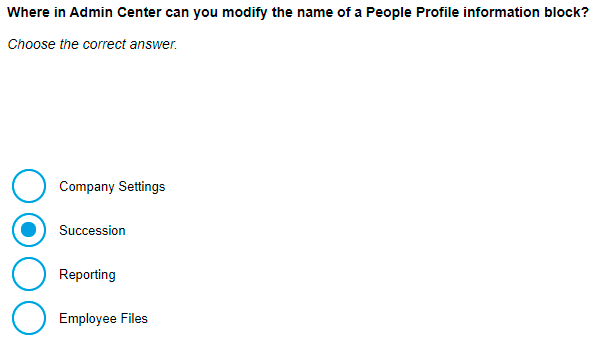 Where in Admin Center can you modify the name of a People Profile information block?
Choose the correct answer.
Company Settings
Succession
Reporting
Employee Files